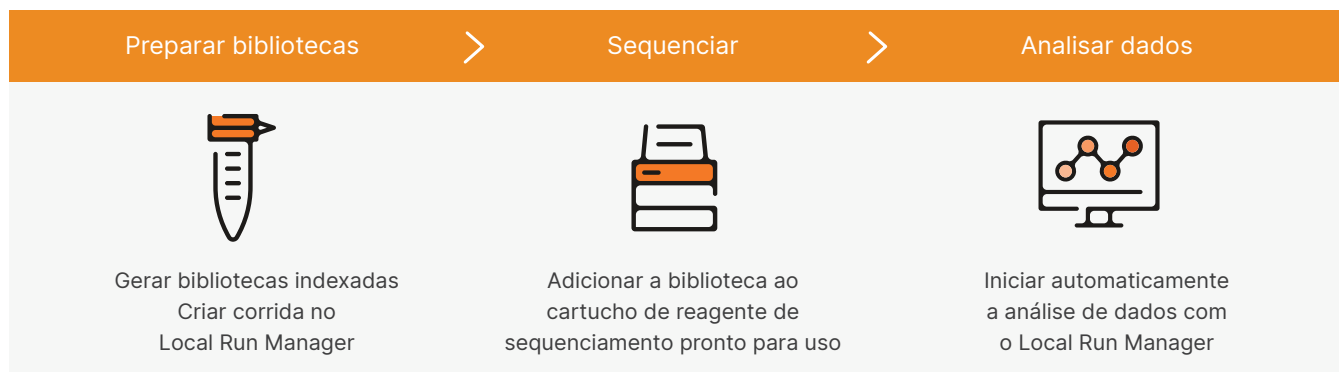 Preparar bibliotecas
Sequenciar
Analisar dados
Gerar bibliotecas indexadas
Criar corrida no
Local Run Manager
Adicionar a biblioteca ao
cartucho de reagente de
sequenciamento pronto para uso
Iniciar automaticamente
a análise de dados com
o Local Run Manager